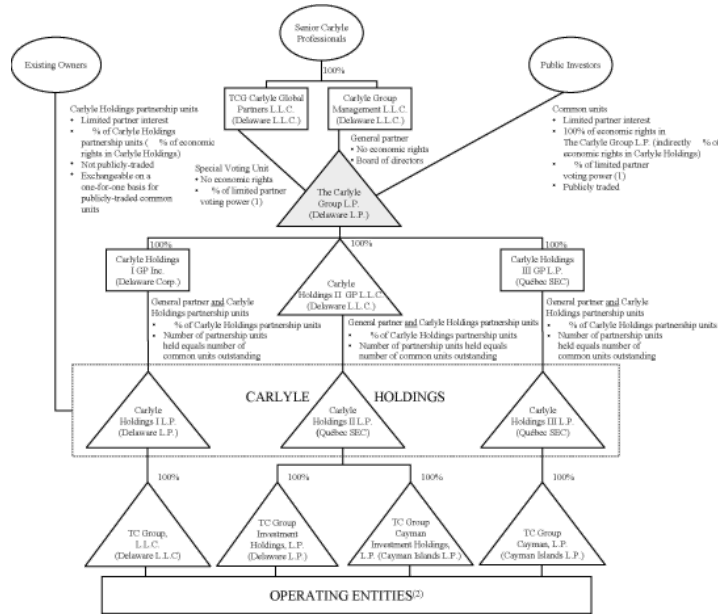 Senior Carlyle
Professionals
Existing Owners
Public Investors
100%
TCG Carlyle Global
Partners L.L.C.
(Delaware L.L.C.)
Carlyle Group
Management L.L.C.
(Delaware L.L.C.)
Carlyle Holdings partnership units
• Limited partner interest
• % of Carlyle Holdings
partnership units ( % of economic
rights in Carlyle Holdings)
• Not publicly-traded
• Exchangeable on a
one-for-one basis for
publicly-traded common
units
General partner
• No economic rights
• Board of directors
Common units
• Limited partner interest
• 100% of economic rights in
The Carlyle Group L.P. (indirectly % of
economic rights in Carlyle Holdings)
• % of limited partner
voting power (1)
• Publicly traded
Special Voting Unit
• No economic rights
• % of limited partner
voting power (1)
The Carlyle
Group L.P.
(Delaware L.P.)
100%
100%
100%
Carlyle Holdings
I GP Inc.
(Delaware Corp.)
Carlyle
Holdings II GP L.L.C.
(Delaware L.L.C.)
Carlyle Holdings
III GP L.P.
(Québec SEC)
General partner and Carlyle
Holdings partnership units
• % of Carlyle Holdings partnership units
• Number of partnership units
held equals number of
common units outstanding
General partner and Carlyle Holdings partnership units
• % of Carlyle Holdings partnership units
• Number of partnership units held equals
number of common units outstanding
General partner and Carlyle
Holdings partnership units
• % of Carlyle Holdings partnership units
• Number of partnership units
held equals number of
common units outstanding
CARLYLE HOLDINGS
Carlyle
Holdings I L.P.
(Delaware L.P.)
Carlyle
Holdings II L.P.
(Québec SEC)
Carlyle
Holdings III L.P.
(Québec SEC)
100%
100%
100%
100%
TC Group,
L.L.C.
(Delaware L.L.C)
TC Group
Investment
Holdings, L.P.
(Delaware L.P.)
TC Group
Cayman
Investment Holdings,
L.P. (Cayman Islands L.P.)
TC Group
Cayman, L.P.
(Cayman Islands L.P.)
OPERATING ENTITIES(2)